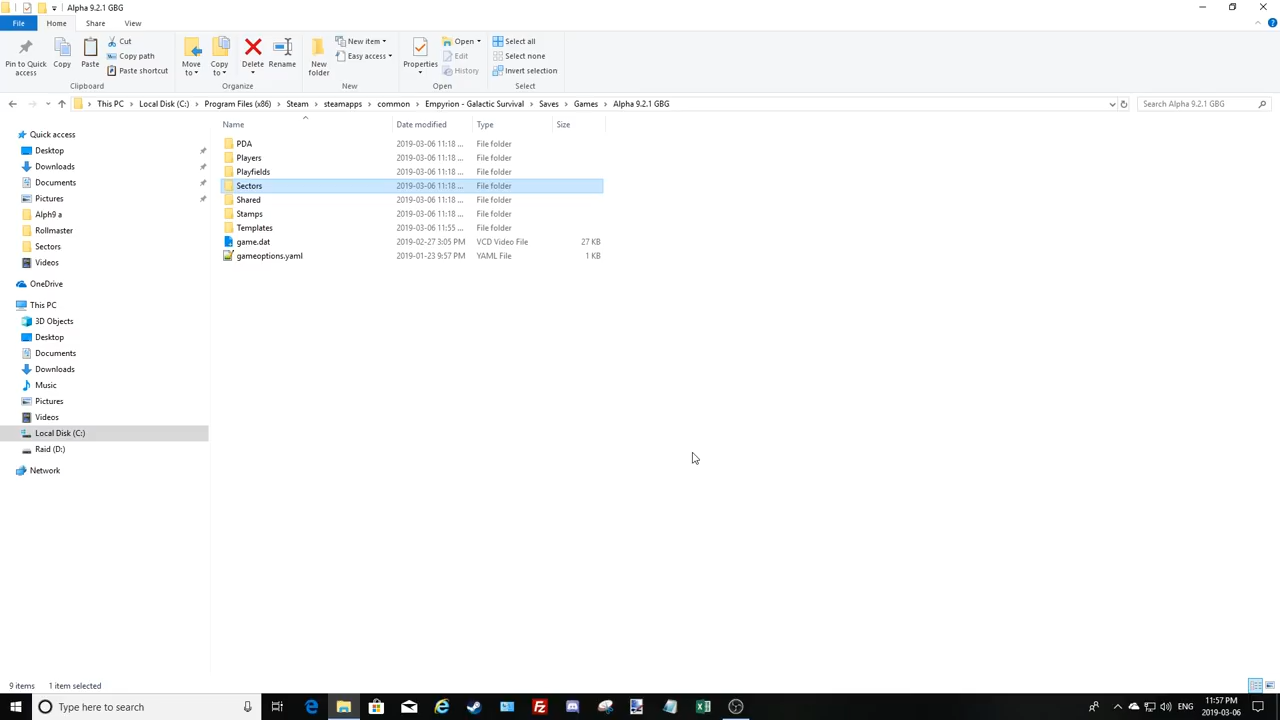 Alpha 9.2.1 GBG
File Home Share View
Pin to Quick access
Copy
Paste
Cut
Copy path
Paste shortcut
Move to
Copy to
Delete
Rename
New folder
New item
Easy access
Properties
Open
Edit
History
Select all
Select none
Invert selection
Clipboard Organize New Open Select
This PC Local Disk (C:) Program Files (x86) Steam steamapps common Empyrion - Galactic Survival Saves Games Alpha 9.2.1 GBG Search Alpha 9.2.1 GBG
Name Date modified Type Size
Quick access
Desktop
Downloads
Documents
Pictures
Alph9 a
Rollmaster
Sectors
Videos
OneDrive
This PC
3D Objects
Desktop
Documents
Downloads
Music
Pictures
Videos
Local Disk (C:)
Raid (D:)
Network
PDA 2019-03-06 11:18 ... File folder
Players 2019-03-06 11:18 ... File folder
Playfields 2019-03-06 11:18 ... File folder
Sectors 2019-03-06 11:18 ... File folder
Shared 2019-03-06 11:18 ... File folder
Stamps 2019-03-06 11:18 ... File folder
Templates 2019-03-06 11:55 ... File folder
game.dat 2019-02-27 3:05 PM VCD Video File 27 KB
gameoptions.yaml 2019-01-23 9:57 PM YAML File 1 KB
9 items 1 item selected
Type here to search
ENG
11:57 PM
2019-03-06